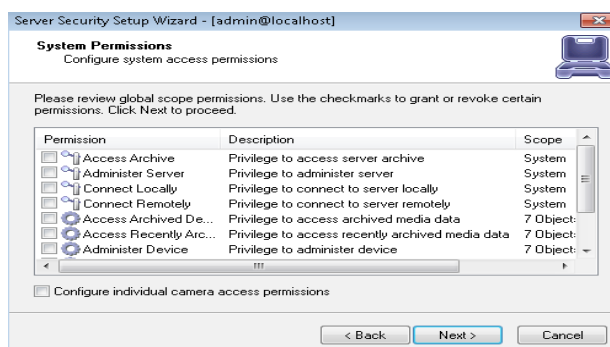 Server Security Setup Wizard - [admin@localhost]
System Permissions
Configure system access permissions
Please review global scope permissions. Use the checkmarks to grant or revoke certain
permissions. Click Next to proceed.
Permission Description Scope
Access Archive Privilege to access server archive System
Administer Server Privilege to administer server System
Connect Locally Privilege to connect to server locally System
Connect Remotely Privilege to connect to server remotely System
Access Archived De... Privilege to access archived media data 7 Object:
Access Recently Arc... Privilege to access recently archived media data 7 Object:
Administer Device Privilege to administer device 7 Object:
Configure individual camera access permissions
< Back Next > Cancel